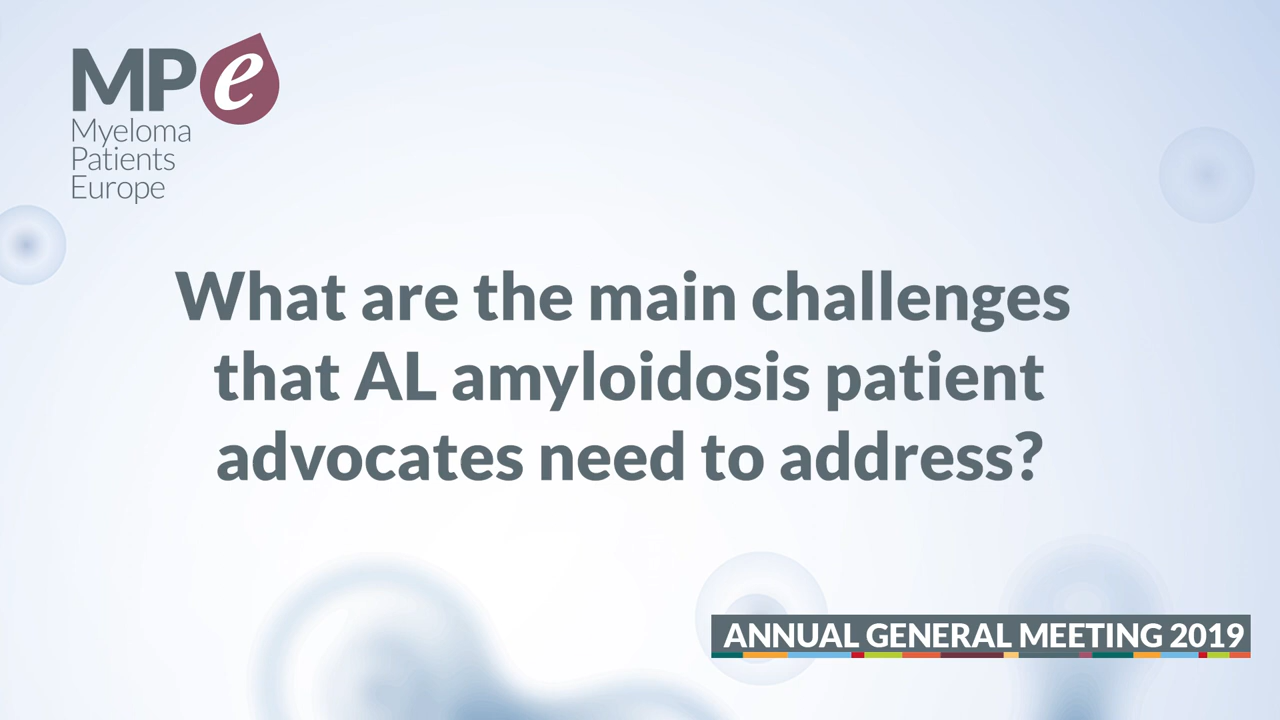 MPe
Myeloma
Patients
Europe
What are the main challenges
that AL amyloidosis patient
advocates need to address?
ANNUAL GENERAL MEETING 2019